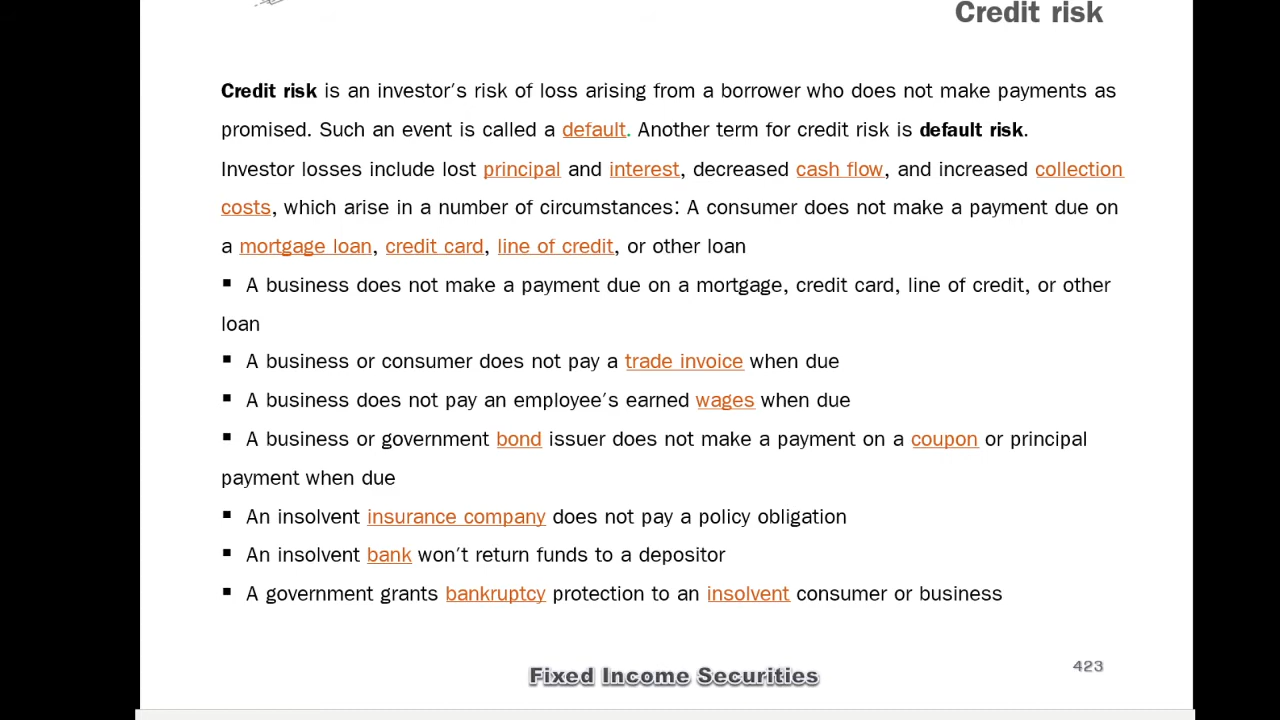 Credit risk
Credit risk is an investor's risk of loss arising from a borrower who does not make payments as
promised. Such an event is called a default. Another term for credit risk is default risk.
Investor losses include lost principal and interest, decreased cash flow, and increased collection
costs, which arise in a number of circumstances: A consumer does not make a payment due on
a mortgage loan, credit card, line of credit, or other loan
▪ A business does not make a payment due on a mortgage, credit card, line of credit, or other
loan
▪ A business or consumer does not pay a trade invoice when due
▪ A business does not pay an employee's earned wages when due
▪ A business or government bond issuer does not make a payment on a coupon or principal
payment when due
▪ An insolvent insurance company does not pay a policy obligation
▪ An insolvent bank won't return funds to a depositor
▪ A government grants bankruptcy protection to an insolvent consumer or business
Fixed Income Securities
423